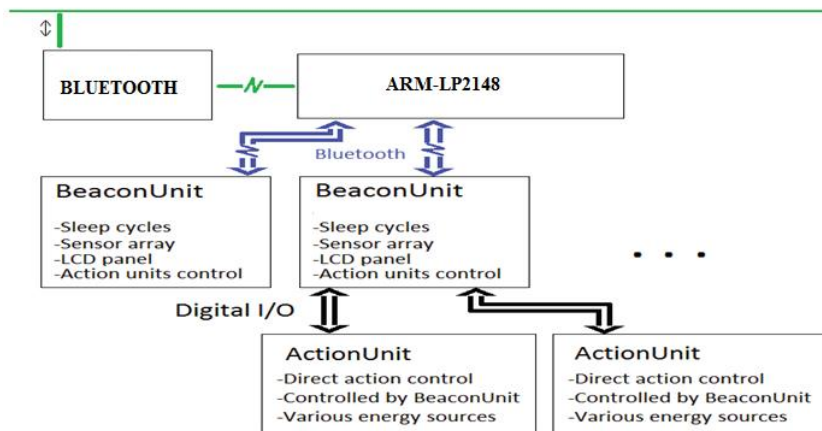 BLUETOOTH
ARM-LP2148
Bluetooth
BeaconUnit
-Sleep cycles
-Sensor array
-LCD panel
-Action units control
BeaconUnit
-Sleep cycles
-Sensor array
-LCD panel
-Action units control
. . .
Digital I/O
ActionUnit
-Direct action control
-Controlled by BeaconUnit
-Various energy sources
ActionUnit
-Direct action control
-Controlled by BeaconUnit
-Various energy sources